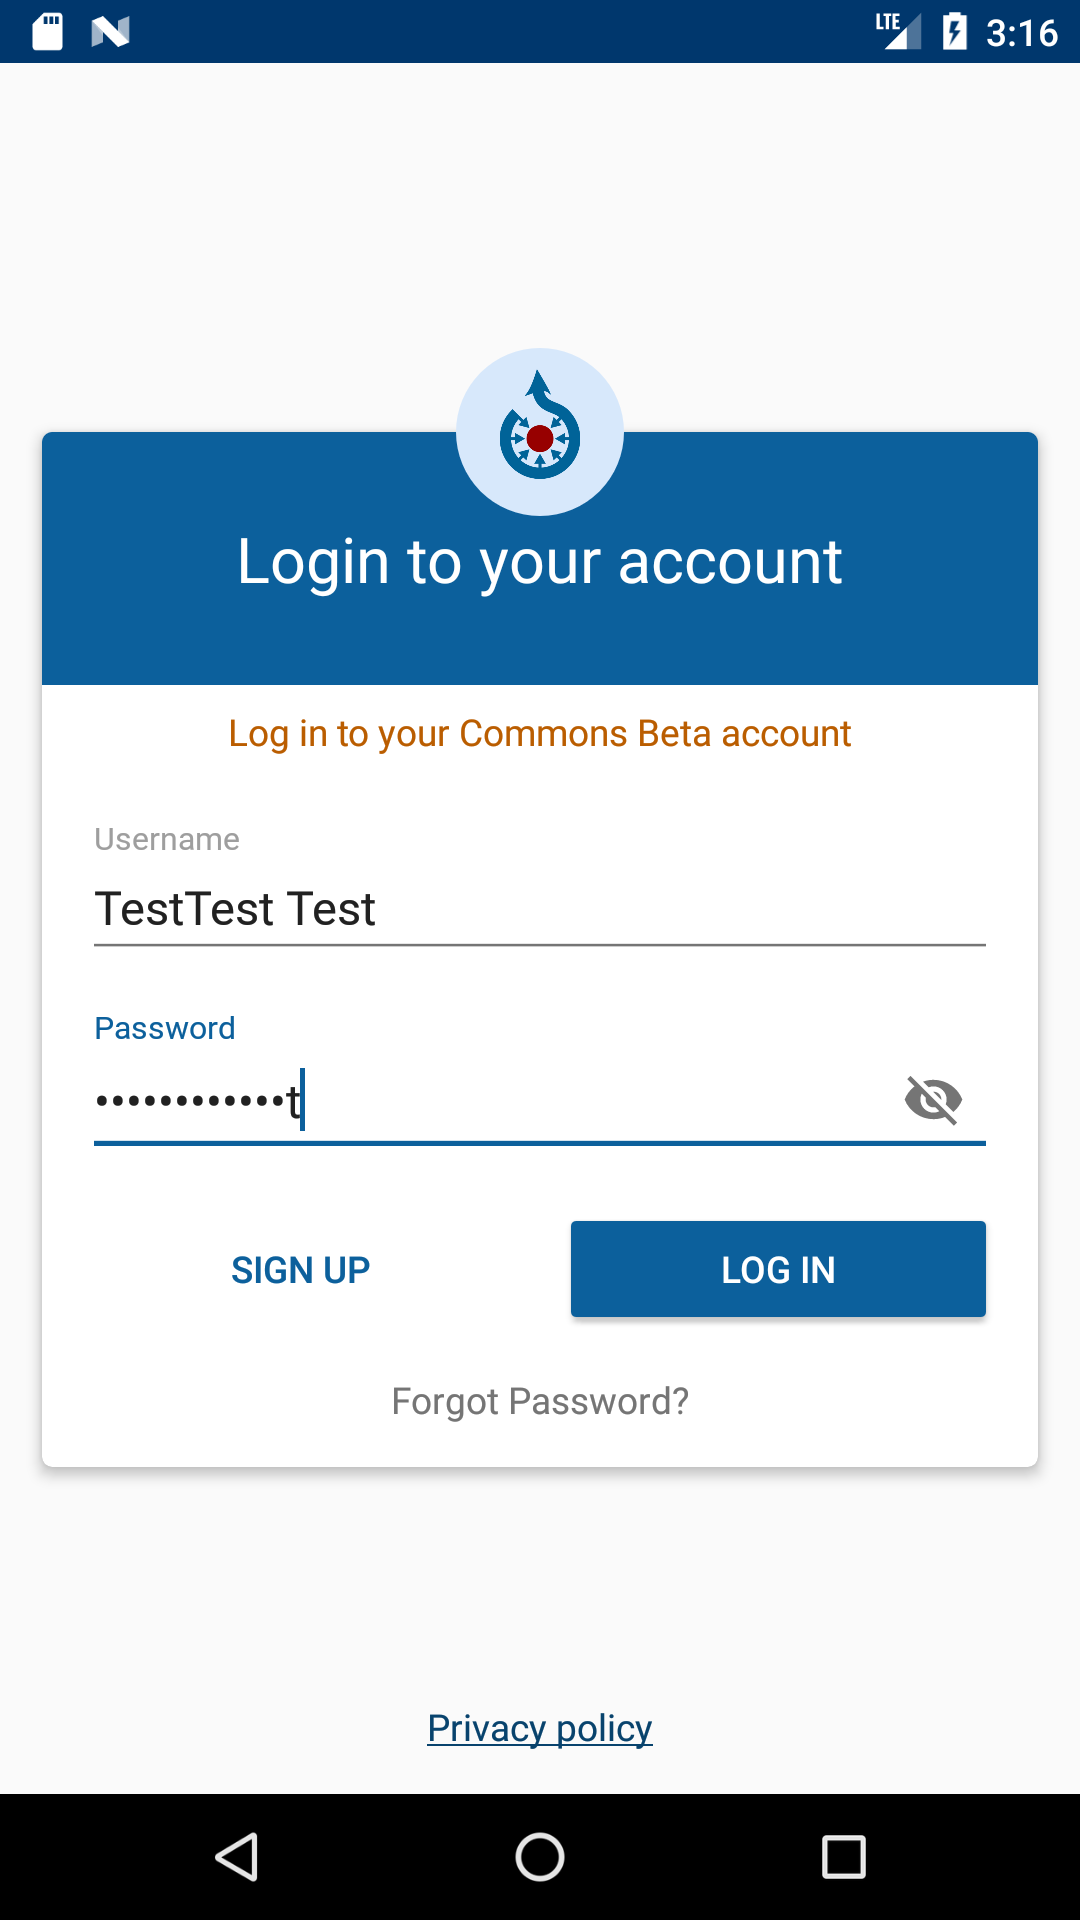 LTE 3:16
Login to your account
Log in to your Commons Beta account
Username
TestTest Test
Password
••••••••••••t
SIGN UP LOG IN
Forgot Password?
Privacy policy